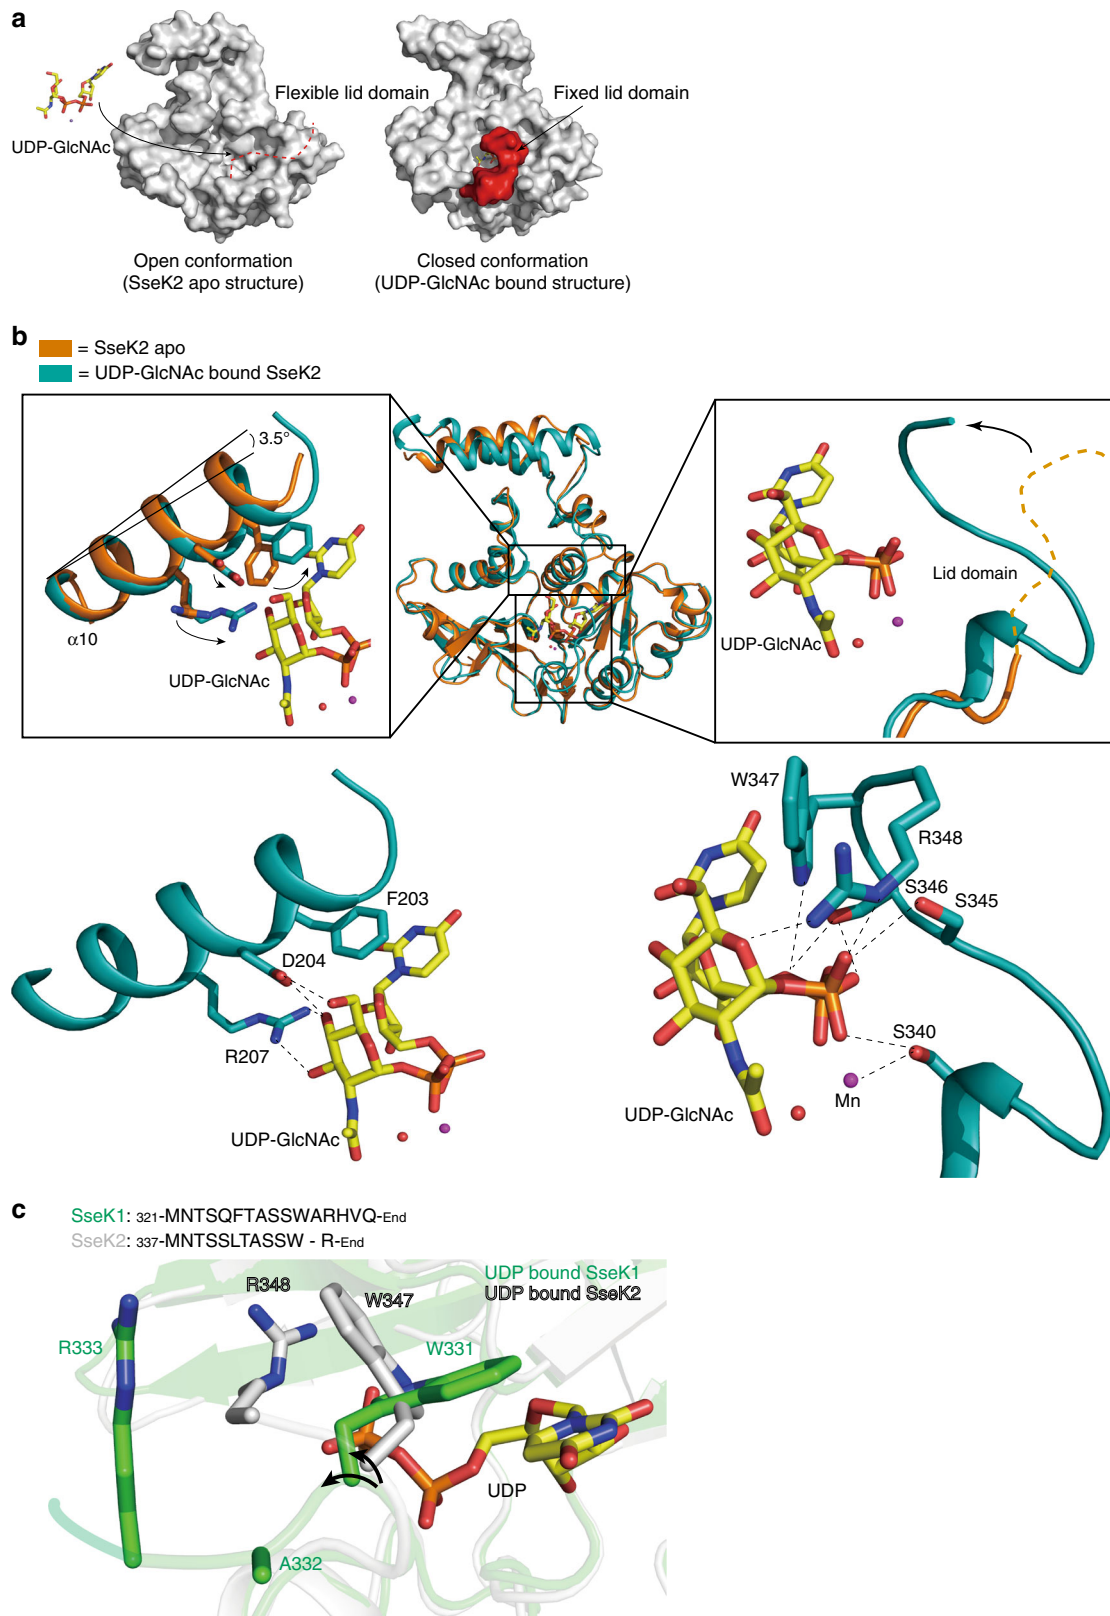 a
Flexible lid domain
Fixed lid domain
UDP-GlcNAc
Open conformation
(SseK2 apo structure)
Closed conformation
(UDP-GlcNAc bound structure)
b
= SseK2 apo
= UDP-GlcNAc bound SseK2
3.5°
α10
UDP-GlcNAc
Lid domain
UDP-GlcNAc
F203
D204
R207
UDP-GlcNAc
W347
R348
S346
S345
S340
Mn
UDP-GlcNAc
c
SseK1: 321-MNTSQFTASSWARHVQ-End
SseK2: 337-MNTSSLTASSW - R-End
UDP bound SseK1
UDP bound SseK2
R348
W347
R333
W331
UDP
A332